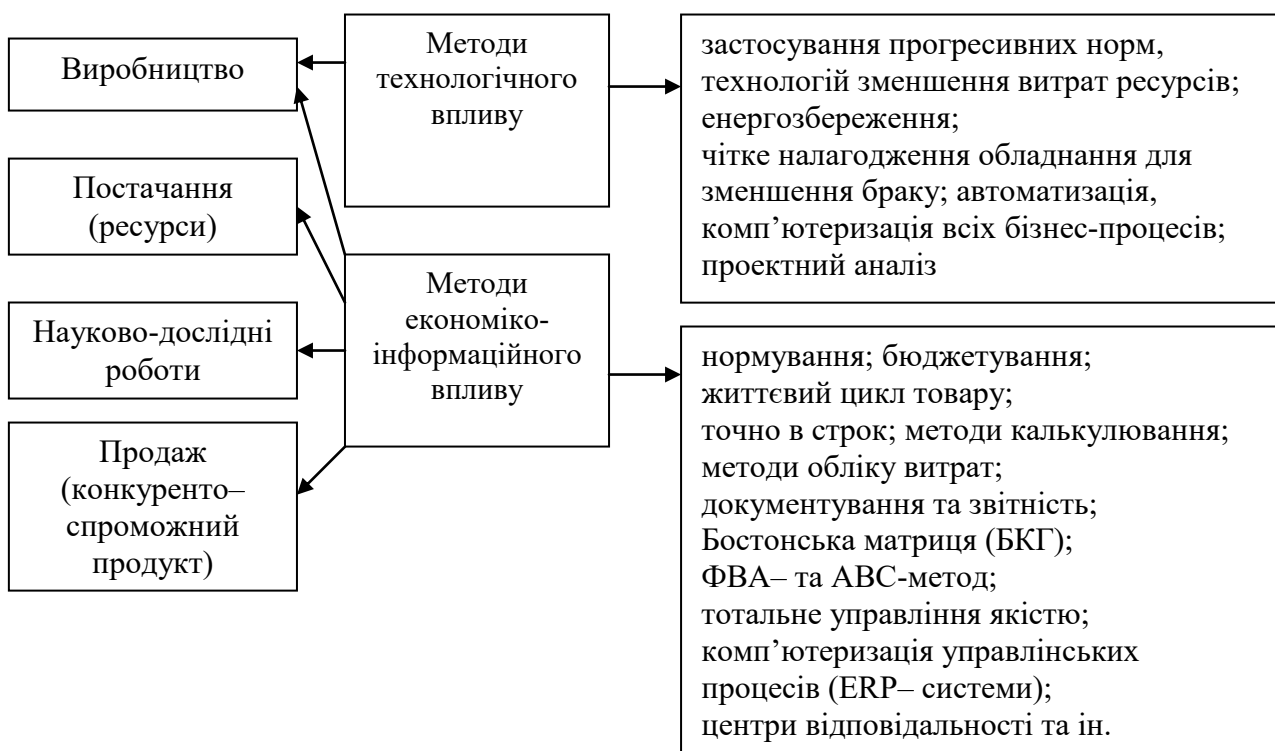 Виробництво
Постачання
(ресурси)
Науково-дослідні
роботи
Продаж
(конкуренто–
спроможний
продукт)
Методи
технологічного
впливу
Методи
економіко-
інформаційного
впливу
застосування прогресивних норм,
технологій зменшення витрат ресурсів;
енергозбереження;
чітке налагодження обладнання для
зменшення браку; автоматизація,
комп’ютеризація всіх бізнес-процесів;
проектний аналіз
нормування; бюджетування;
життєвий цикл товару;
точно в строк; методи калькулювання;
методи обліку витрат;
документування та звітність;
Бостонська матриця (БКГ);
ФВА– та АВС-метод;
тотальне управління якістю;
комп’ютеризація управлінських
процесів (ERP– системи);
центри відповідальності та ін.